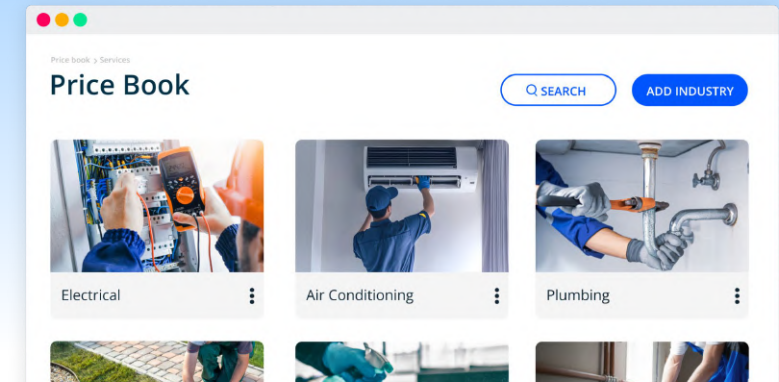 Price book > Services
Price Book
SEARCH
ADD INDUSTRY
Electrical
Air Conditioning
Plumbing